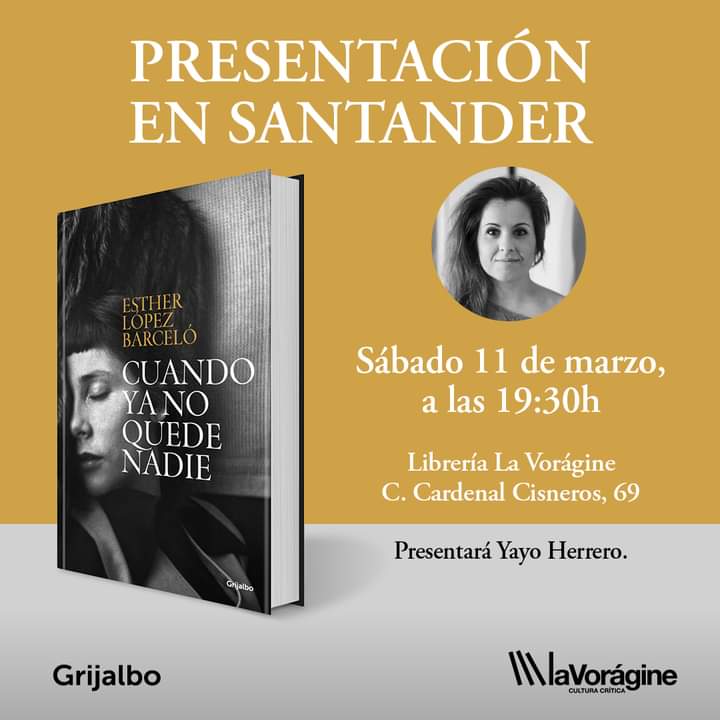 PRESENTACIÓN
EN SANTANDER
ESTHER
LÓPEZ
BARCELÓ
CUANDO
YA NO
QUEDE
NADIE
Grijalbo
Sábado 11 de marzo,
a las 19:30h
Librería La Vorágine
C. Cardenal Cisneros, 69
Presentará Yayo Herrero.
Grijalbo
laVorágine
CULTURA CRÍTICA